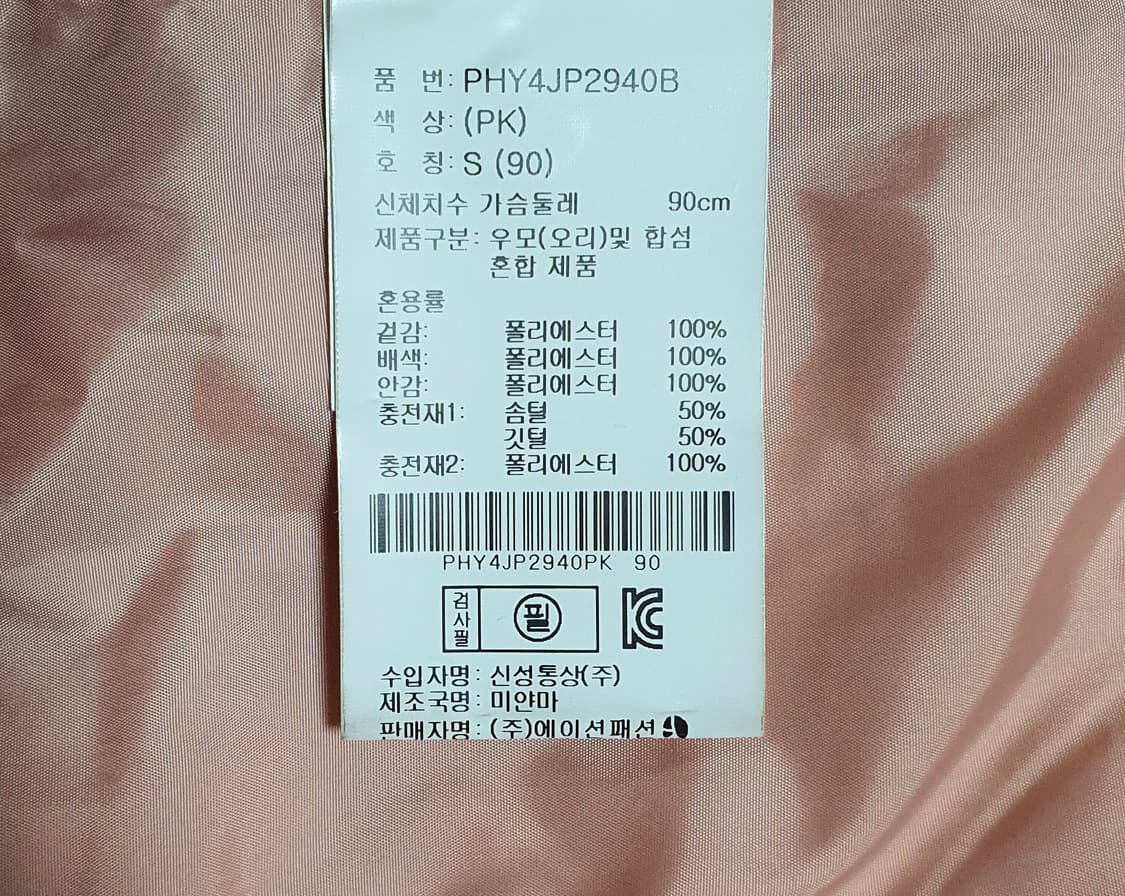 품 번: PHY4JP2940B
색 상: (PK)
호 칭: S (90)
신체치수 가슴둘레 90cm
제품구분: 우모(오리)및 합섬
혼합 제품
혼용률
겉감: 폴리에스터 100%
배색: 폴리에스터 100%
안감: 폴리에스터 100%
충전재1: 솜털 50%
깃털 50%
충전재2: 폴리에스터 100%
PHY4JP2940PK 90
검사필 필 KC
수입자명: 신성통상(주)
제조국명: 미얀마
판매자명: (주)에이션패션